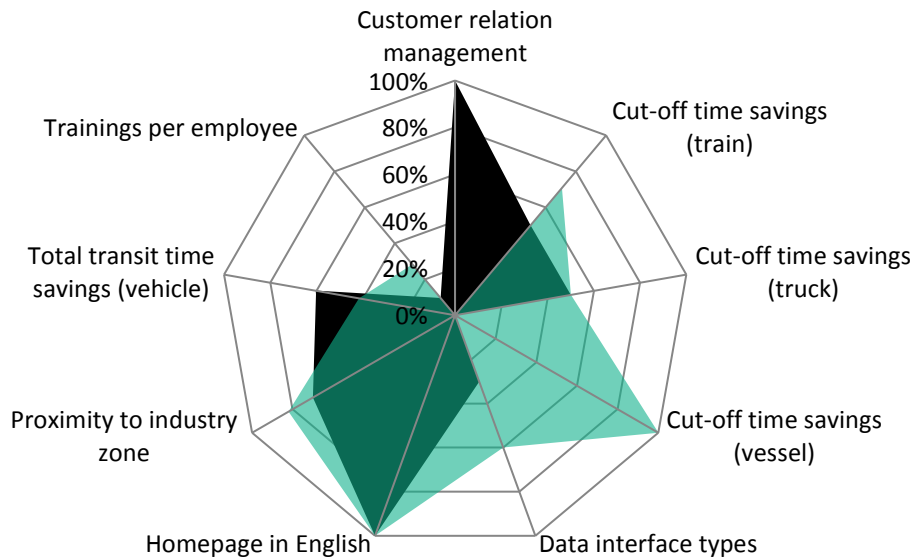 Customer relation
management
100%
80%
60%
40%
20%
0%
Cut-off time savings
(train)
Cut-off time savings
(truck)
Cut-off time savings
(vessel)
Data interface types
Homepage in English
Proximity to industry
zone
Total transit time
savings (vehicle)
Trainings per employee